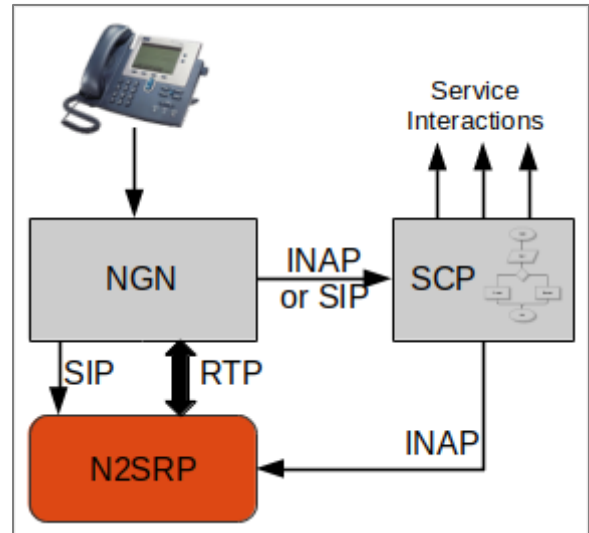 Service
Interactions
NGN
INAP
or SIP
SCP
SIP
RTP
INAP
N2SRP